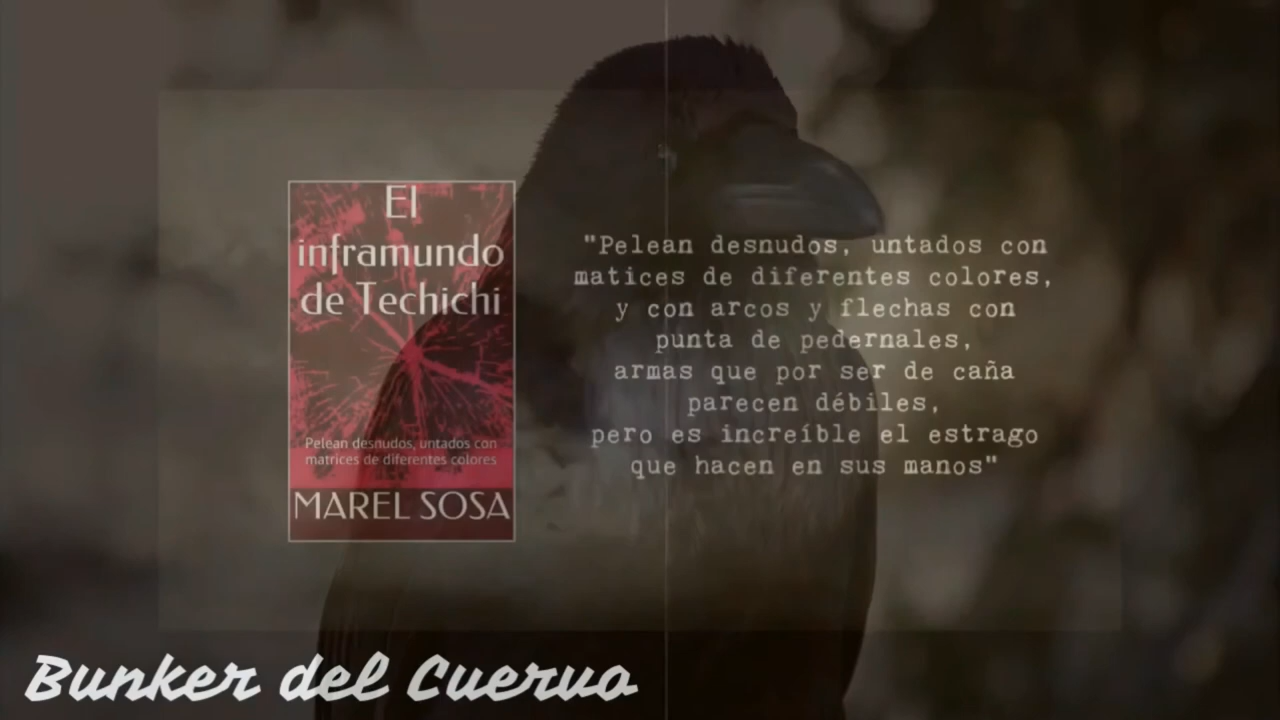 El
inframundo
de Techichi
Pelean desnudos, untados con
matrices de diferentes colores
MAREL SOSA
"Pelean desnudos, untados con
matices de diferentes colores,
y con arcos y flechas con
punta de pedernales,
armas que por ser de caña
parecen débiles,
pero es increíble el estrago
que hacen en sus manos"
Bunker del Cuervo